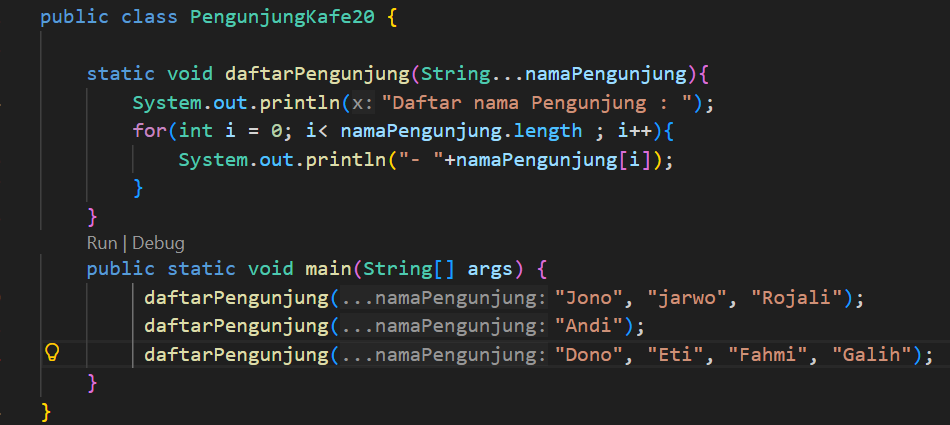 public class PengunjungKafe20 {
static void daftarPengunjung(String...namaPengunjung){
System.out.println(x: "Daftar nama Pengunjung : ");
for(int i = 0; i< namaPengunjung.length ; i++){
System.out.println("- "+namaPengunjung[i]);
}
}
Run | Debug
public static void main(String[] args) {
daftarPengunjung(...namaPengunjung: "Jono", "jarwo", "Rojali");
daftarPengunjung(...namaPengunjung: "Andi");
daftarPengunjung(...namaPengunjung: "Dono", "Eti", "Fahmi", "Galih");
}
}